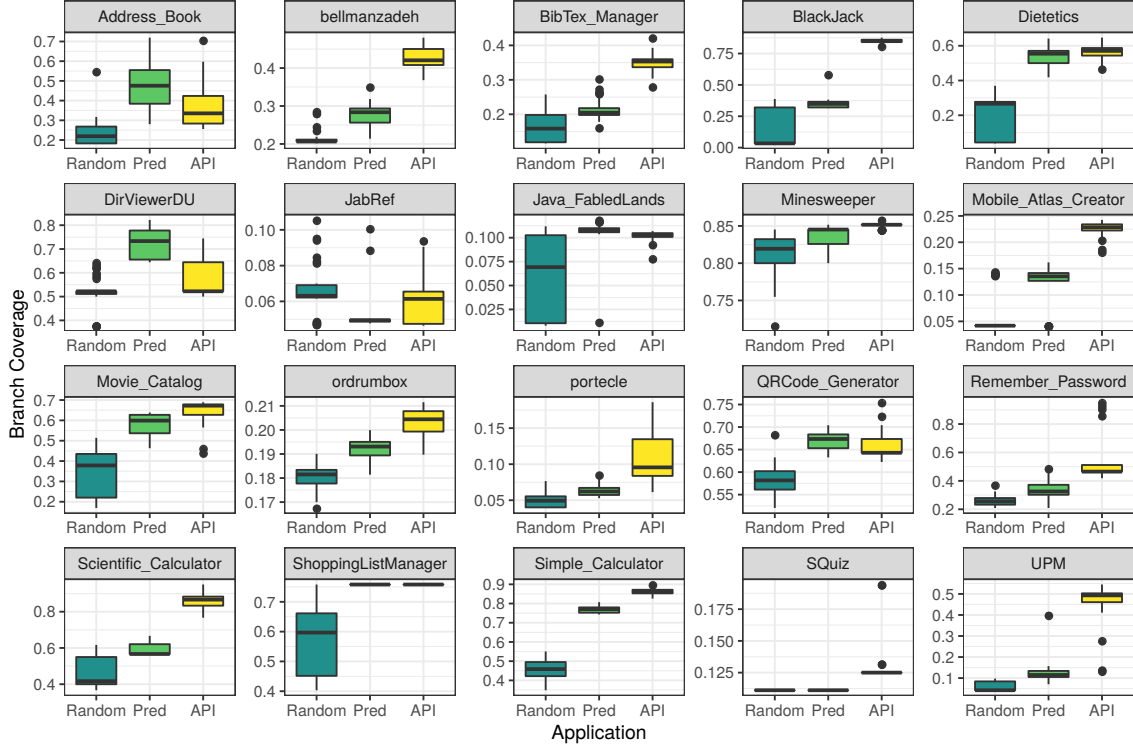 Address_Book bellmanzadeh BibTex_Manager BlackJack Dietetics
0.7 0.6 0.5 0.4 0.3 0.2
0.4 0.3 0.2
0.4 0.3 0.2
0.75 0.50 0.25 0.00
0.6 0.4 0.2
Random Pred API Random Pred API Random Pred API Random Pred API Random Pred API
DirViewerDU JabRef Java_FabledLands Minesweeper Mobile_Atlas_Creator
0.8 0.7 0.6 0.5 0.4
0.10 0.08 0.06
0.100 0.075 0.050 0.025
0.85 0.80 0.75
0.25 0.20 0.15 0.10 0.05
Random Pred API Random Pred API Random Pred API Random Pred API Random Pred API
Branch Coverage
Movie_Catalog ordrumbox portecle QRCode_Generator Remember_Password
0.7 0.6 0.5 0.4 0.3 0.2
0.21 0.20 0.19 0.18 0.17
0.15 0.10 0.05
0.75 0.70 0.65 0.60 0.55
0.8 0.6 0.4 0.2
Random Pred API Random Pred API Random Pred API Random Pred API Random Pred API
Scientific_Calculator ShoppingListManager Simple_Calculator SQuiz UPM
0.8 0.6 0.4
0.7 0.6 0.5 0.4
0.9 0.8 0.7 0.6 0.5 0.4
0.175 0.150 0.125
0.5 0.4 0.3 0.2 0.1
Random Pred API Random Pred API Random Pred API Random Pred API Random Pred API
Application